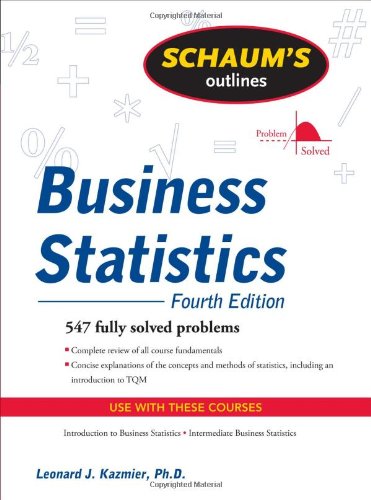 SCHAUM'S
outlines
Problem
Solved
Business
Statistics
Fourth Edition
547 fully solved problems
• Complete review of all course fundamentals
• Concise explanations of the concepts and methods of statistics, including an
introduction to TQM
USE WITH THESE COURSES
Introduction to Business Statistics • Intermediate Business Statistics
Leonard J. Kazmier, Ph.D.
Copyrighted Material